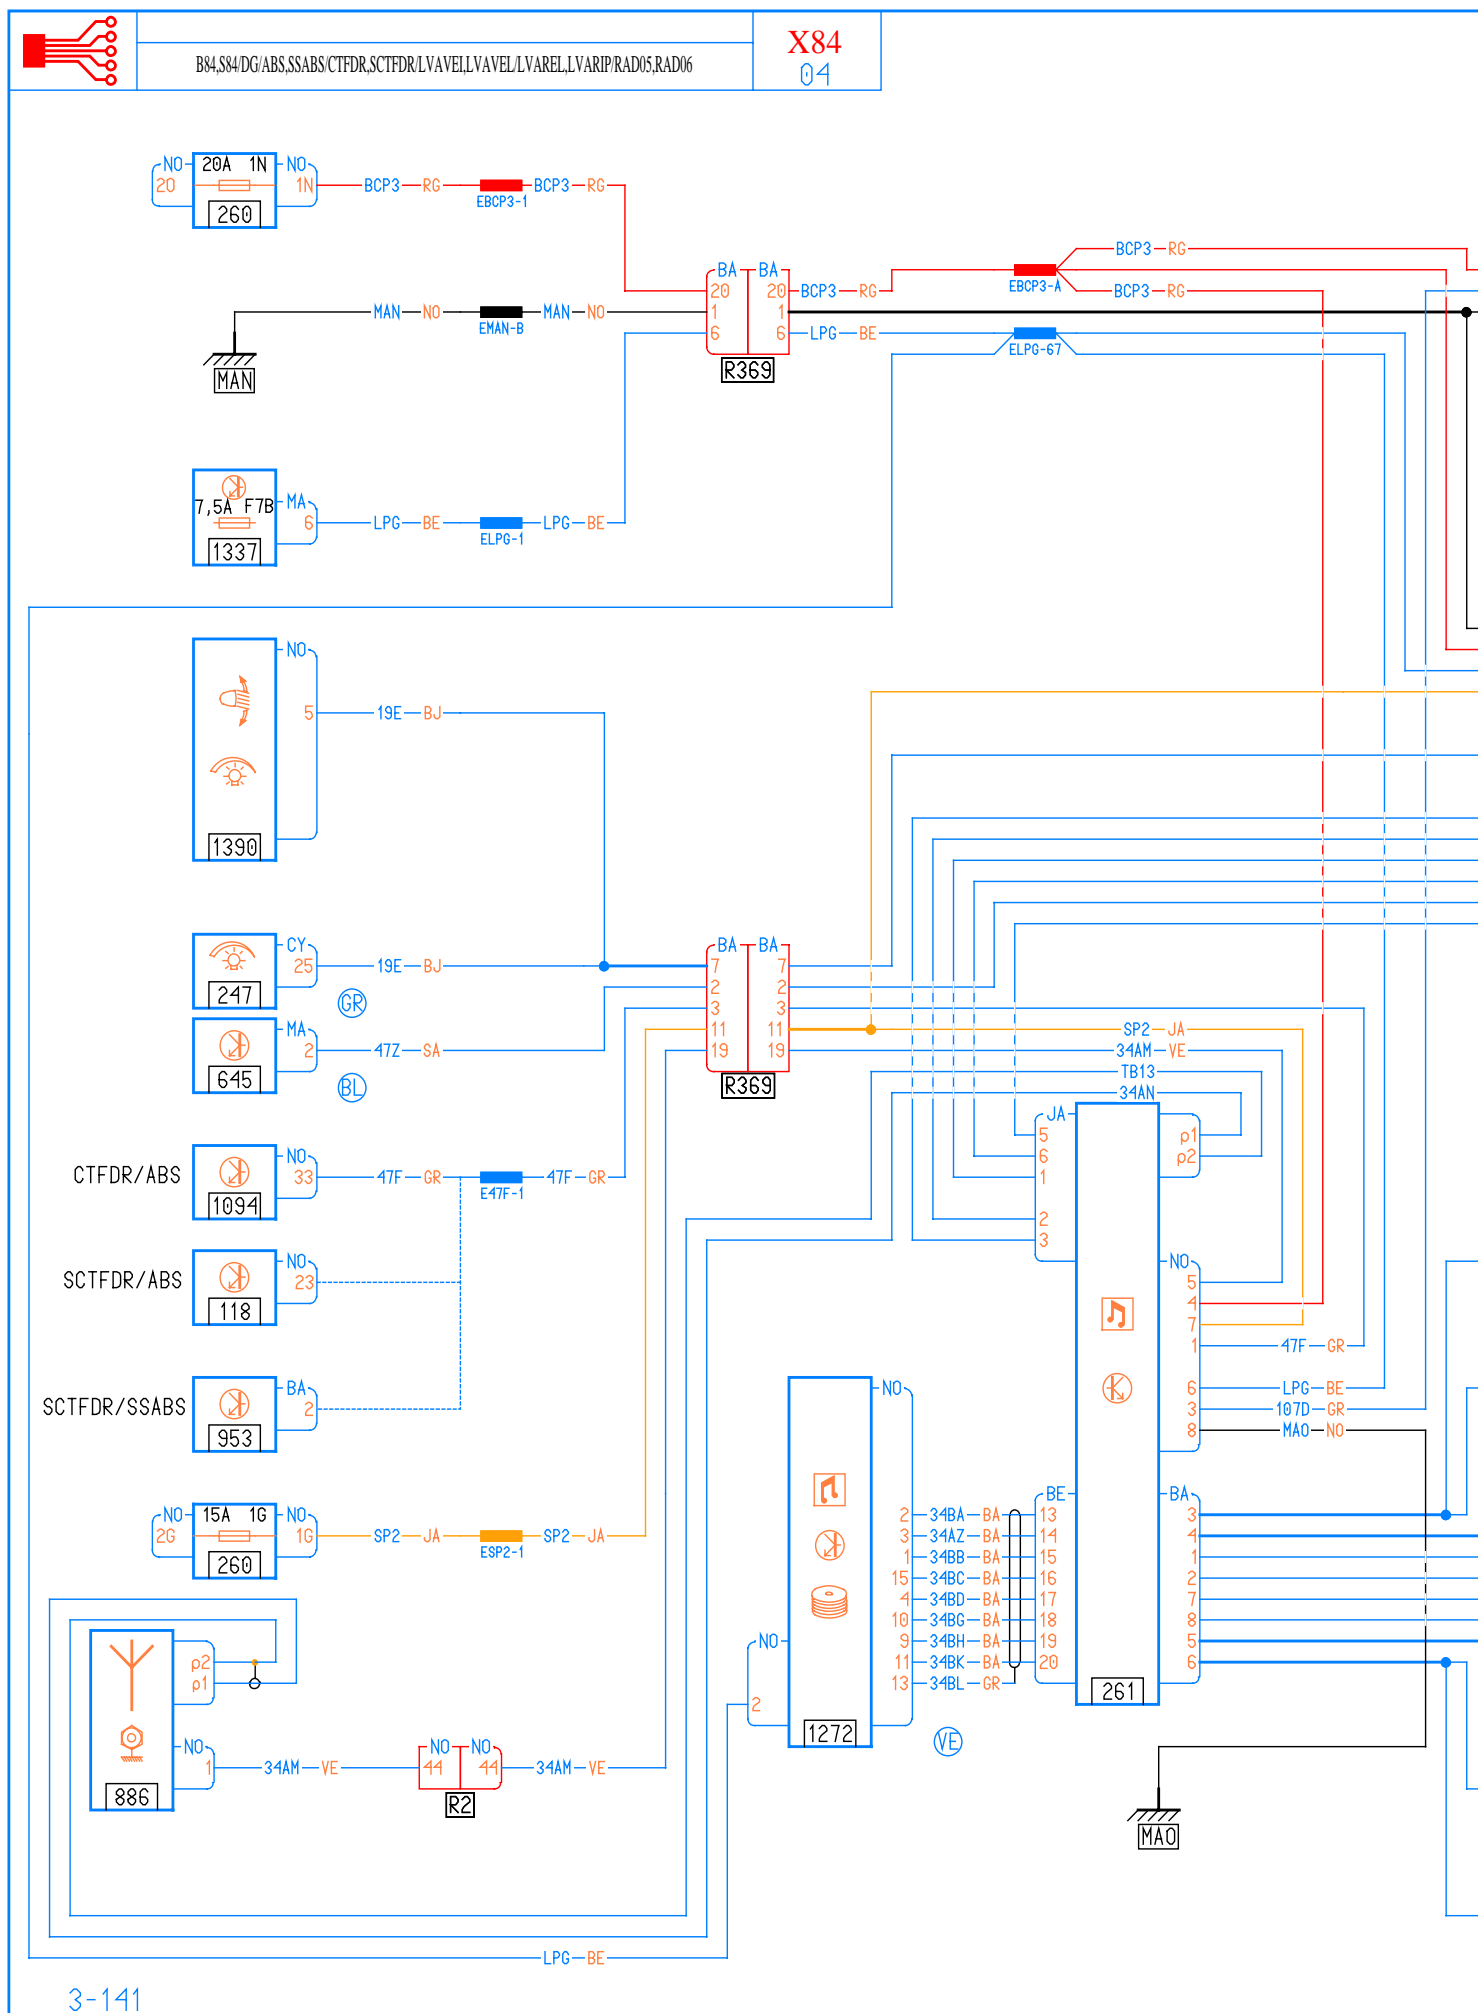 B84,S84/DG/ABS,SSABS/CTFDR,SCTFDR/LVAVEI,LVAVEL/LVAREL,LVARIP/RAD05,RAD06
X84
04
NO 20A 1N NO
20 1N BCP3 RG BCP3 RG
EBCP3-1
260
BCP3 RG
BA BA
20 20 BCP3 RG
EBCP3-A
BCP3 RG
MAN NO MAN NO 1 1
EMAN-B
6 6 LPG BE
ELPG-67
R369
MAN
7,5A F7B MA
6 LPG BE LPG BE
ELPG-1
1337
NO
5 19E BJ
1390
CY
25 19E BJ
247
GR
BA BA
7 7
2 2
3 3
11 11 SP2 JA
19 19 34AM VE
R369
MA
2 47Z SA
645
BL
TB13
34AN
JA
5 p1
6 p2
1
2
3
CTFDR/ABS
NO
33 47F GR 47F GR
E47F-1
1094
SCTFDR/ABS
NO
23
118
NO
5
4
7
1 47F GR
6 LPG BE
3 107D GR
8 MAO NO
SCTFDR/SSABS
BA
2
953
NO
BE BA
2 34BA BA 13 3
3 34AZ BA 14 4
1 34BB BA 15 1
15 34BC BA 16 2
4 34BD BA 17 7
10 34BG BA 18 8
9 34BH BA 19 5
11 34BK BA 20 6
13 34BL GR
261
NO 15A 1G NO
2G 1G SP2 JA SP2 JA
ESP2-1
260
NO
2
1272
VE
p2
p1
NO
1 34AM VE
NO NO
44 44 34AM VE
R2
886
MAO
LPG BE
3-141